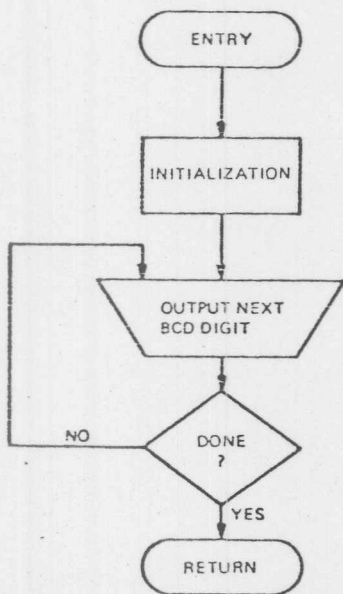 ENTRY
INITIALIZATION
OUTPUT NEXT
BCD DIGIT
NO
DONE
?
YES
RETURN